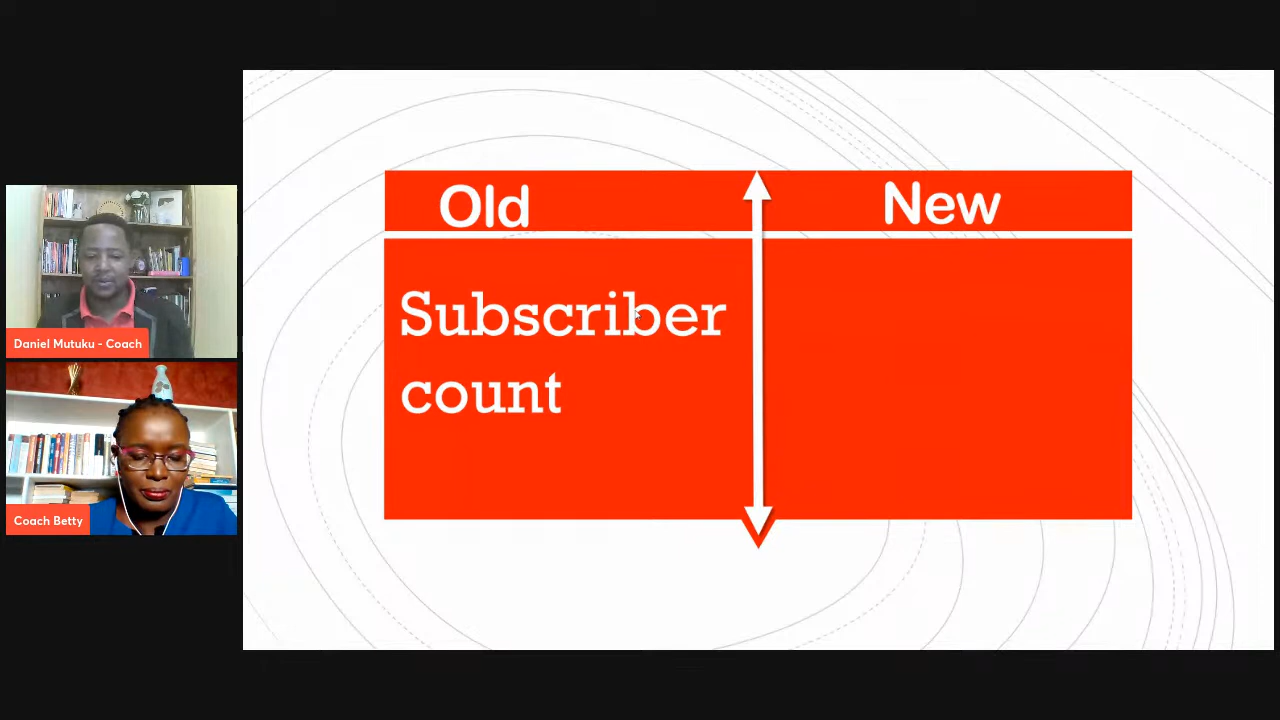 Old
New
Subscriber
count
Daniel Mutuku - Coach
Coach Betty